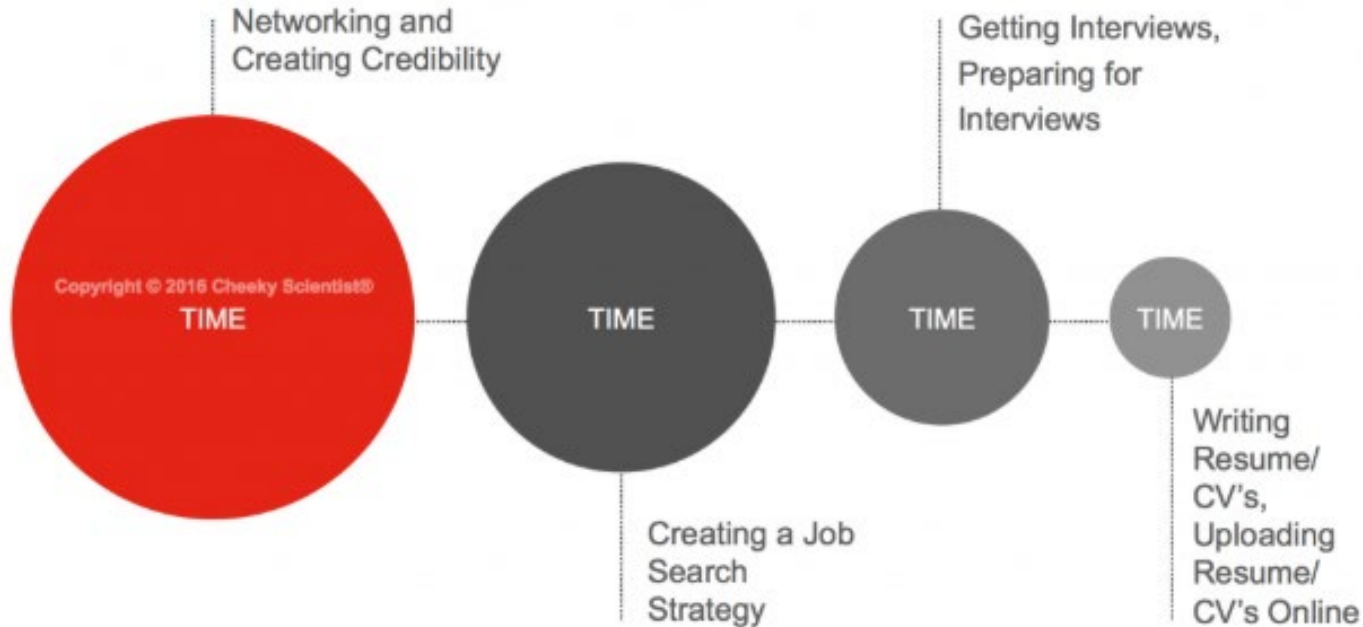 Networking and
Creating Credibility
Copyright © 2016 Cheeky Scientist®
TIME
TIME
Creating a Job
Search
Strategy
Getting Interviews,
Preparing for
Interviews
TIME
TIME
Writing
Resume/
CV's,
Uploading
Resume/
CV's Online